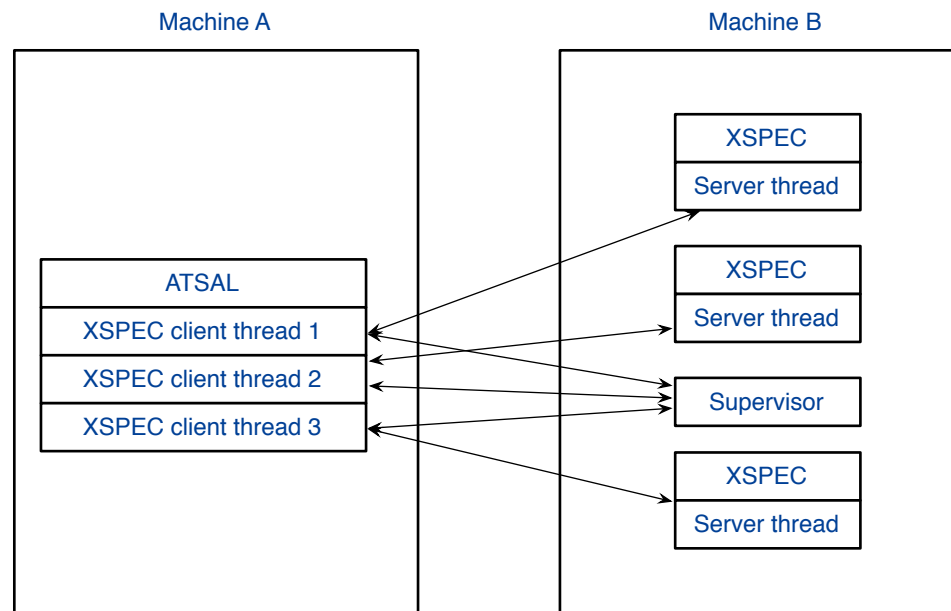 Machine A
Machine B
XSPEC
Server thread
XSPEC
Server thread
ATSAL
XSPEC client thread 1
XSPEC client thread 2
XSPEC client thread 3
Supervisor
XSPEC
Server thread